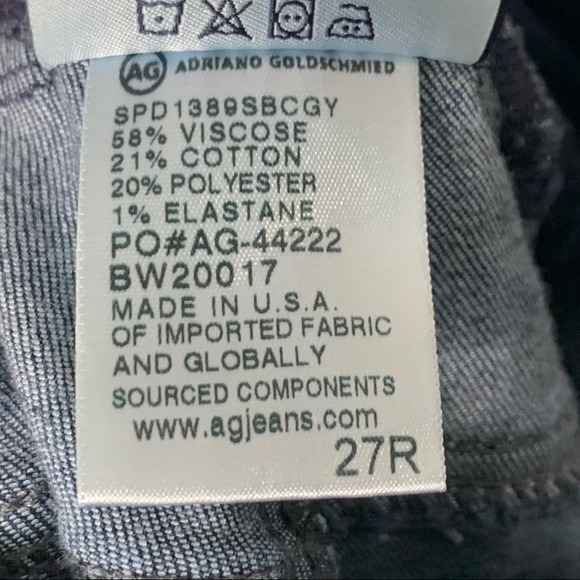 AG ADRIANO GOLDSCHMIED
SPD1389SBCGY
58% VISCOSE
21% COTTON
20% POLYESTER
1% ELASTANE
PO#AG-44222
BW20017
MADE IN U.S.A.
OF IMPORTED FABRIC
AND GLOBALLY
SOURCED COMPONENTS
www.agjeans.com
27R